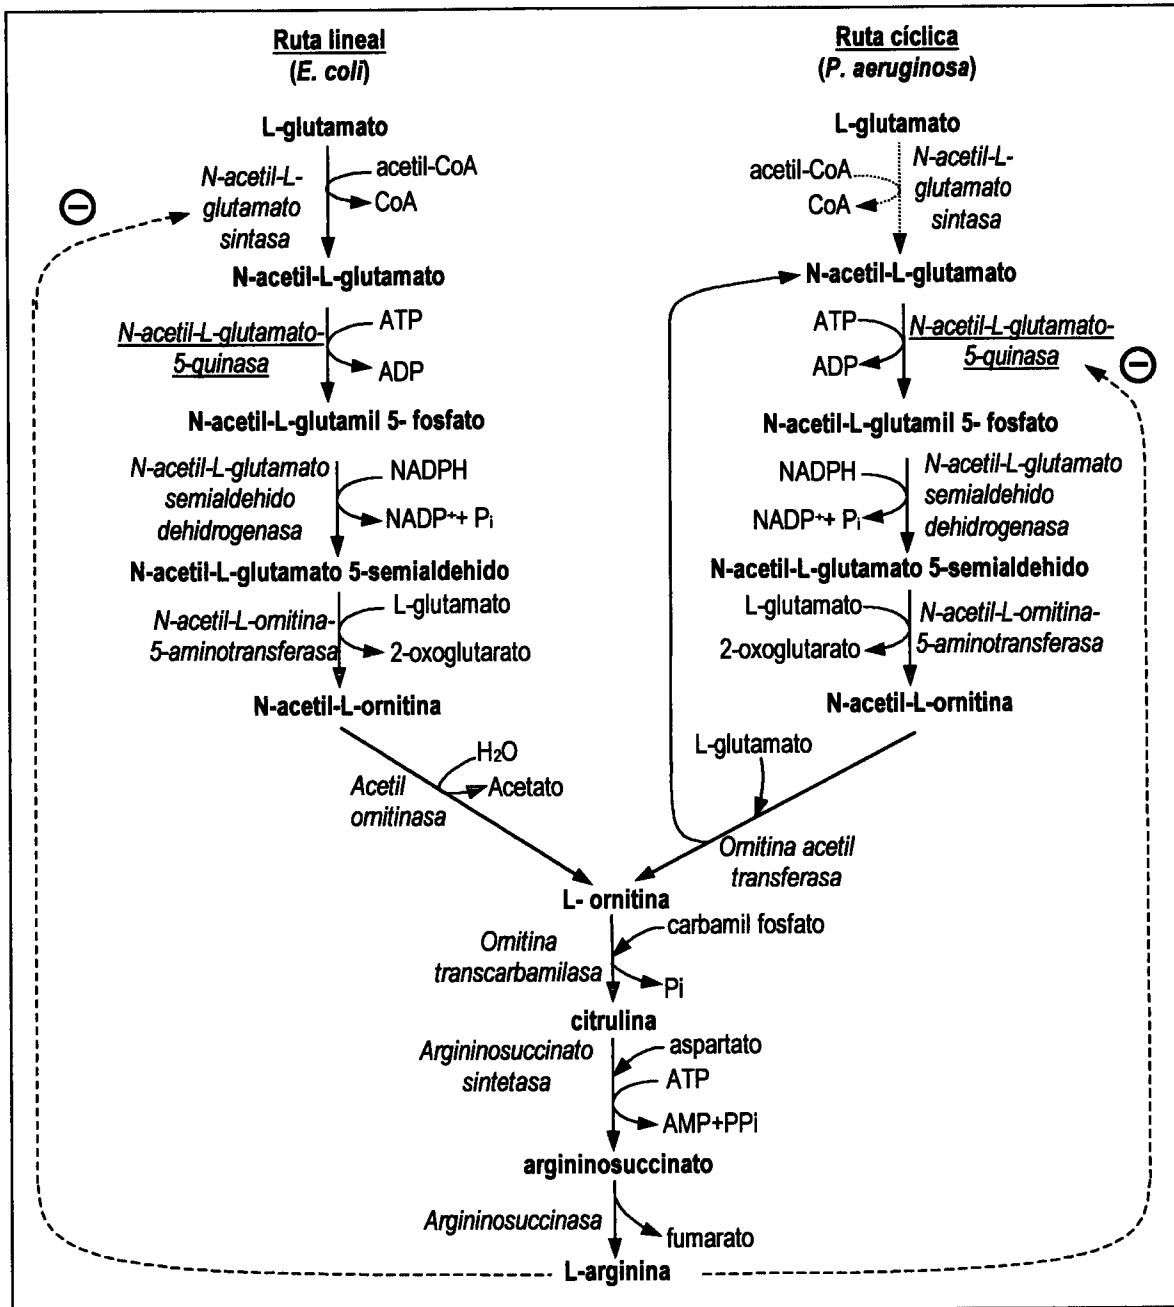 Ruta lineal
(E. coli)
L-glutamato
N-acetil-L-
glutamato
sintasa
acetil-CoA
CoA
⊖
N-acetil-L-glutamato
N-acetil-L-glutamato-
5-quinasa
ATP
ADP
N-acetil-L-glutamil 5- fosfato
N-acetil-L-glutamato
semialdehido
dehidrogenasa
NADPH
NADP⁺+ Pi
N-acetil-L-glutamato 5-semialdehido
N-acetil-L-ornitina-
5-aminotransferasa
L-glutamato
2-oxoglutarato
N-acetil-L-ornitina
H₂O
Acetato
Acetil
ornitinasa
Ruta cíclica
(P. aeruginosa)
L-glutamato
acetil-CoA
CoA
N-acetil-L-
glutamato
sintasa
N-acetil-L-glutamato
ATP
ADP
N-acetil-L-glutamato-
5-quinasa
⊖
N-acetil-L-glutamil 5- fosfato
NADPH
NADP⁺+ Pi
N-acetil-L-glutamato
semialdehido
dehidrogenasa
N-acetil-L-glutamato 5-semialdehido
L-glutamato
2-oxoglutarato
N-acetil-L-ornitina-
5-aminotransferasa
N-acetil-L-ornitina
L-glutamato
Ornitina acetil
transferasa
L- ornitina
Ornitina
transcarbamilasa
carbamil fosfato
Pi
citrulina
Argininosuccinato
sintetasa
aspartato
ATP
AMP+PPi
argininosuccinato
Argininosuccinasa
fumarato
L-arginina